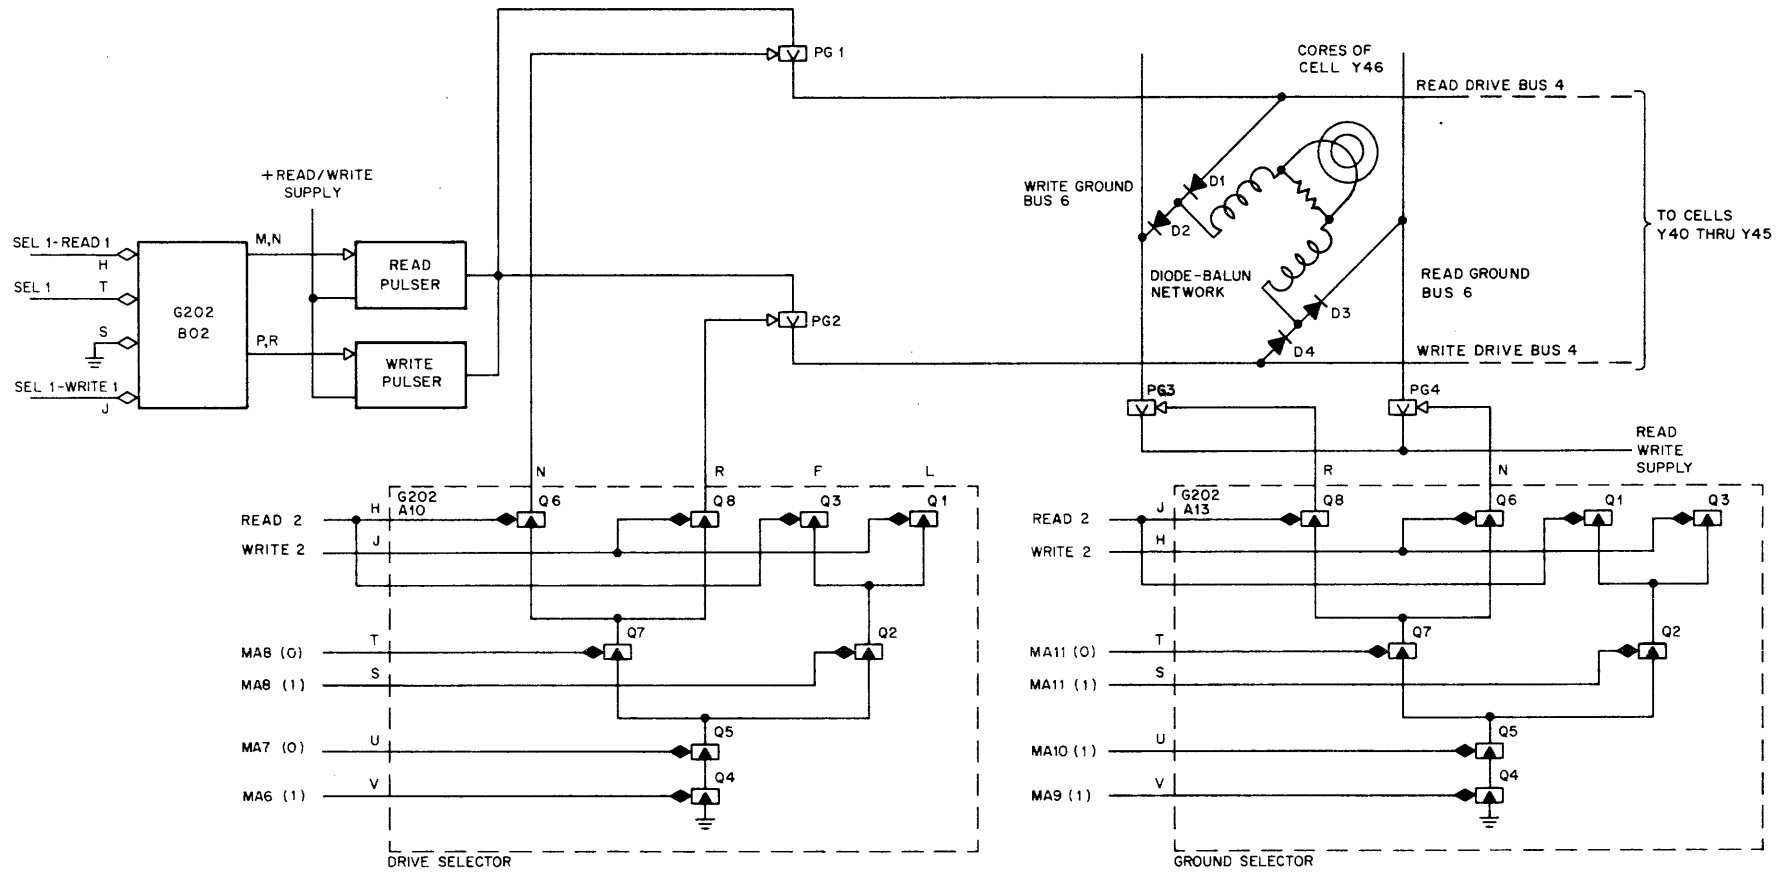 PG 1
CORES OF
CELL Y46
READ DRIVE BUS 4
+READ/WRITE
SUPPLY
D1
WRITE GROUND
BUS 6
D2
TO CELLS
Y40 THRU Y45
SEL 1-READ 1
H
M,N
READ
PULSER
DIODE-BALUN
NETWORK
READ GROUND
BUS 6
SEL 1
T
G202
B02
S
PG2
D3
D4
P,R
WRITE
PULSER
WRITE DRIVE BUS 4
SEL 1-WRITE 1
J
PG3
PG4
READ
WRITE
SUPPLY
N
R
F
L
R
N
G202
A10
Q6
Q8
Q3
Q1
G202
A13
Q8
Q6
Q1
Q3
READ 2
H
WRITE 2
J
READ 2
J
WRITE 2
H
Q7
Q2
Q7
Q2
MA8 (0)
T
MA8 (1)
S
MA11 (0)
T
MA11 (1)
S
Q5
Q5
MA7 (0)
U
MA10 (1)
U
Q4
Q4
MA6 (1)
V
MA9 (1)
V
DRIVE SELECTOR
GROUND SELECTOR